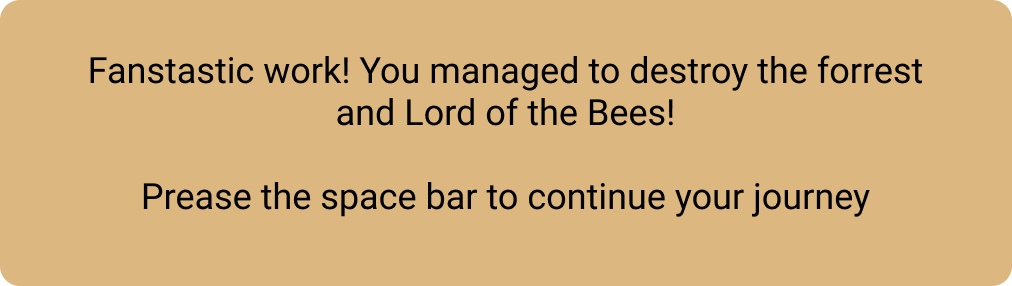 Fanstastic work! You managed to destroy the forrest
and Lord of the Bees!
Prease the space bar to continue your journey